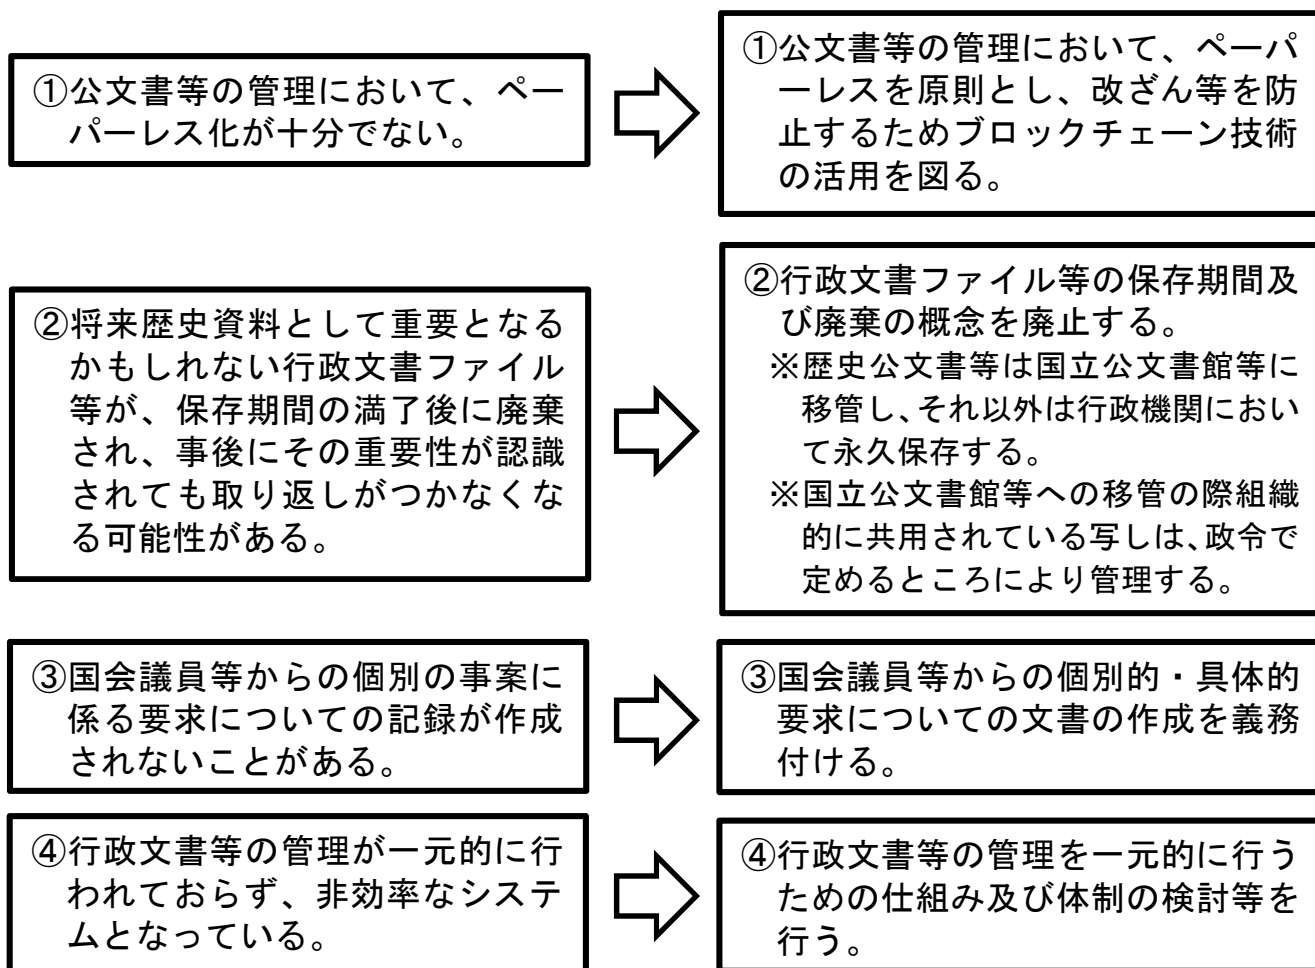 ①公文書等の管理において、ペー
パーレス化が十分でない。
①公文書等の管理において、ペーパ
ーレスを原則とし、改ざん等を防
止するためブロックチェーン技術
の活用を図る。
②将来歴史資料として重要となる
かもしれない行政文書ファイル
等が、保存期間の満了後に廃棄
され、事後にその重要性が認識
されても取り返しがつかなくな
る可能性がある。
②行政文書ファイル等の保存期間及
び廃棄の概念を廃止する。
※歴史公文書等は国立公文書館等に
移管し、それ以外は行政機関におい
て永久保存する。
※国立公文書館等への移管の際組織
的に共用されている写しは、政令で
定めるところにより管理する。
③国会議員等からの個別の事案に
係る要求についての記録が作成
されないことがある。
③国会議員等からの個別的・具体的
要求についての文書の作成を義務
付ける。
④行政文書等の管理が一元的に行
われておらず、非効率なシステ
ムとなっている。
④行政文書等の管理を一元的に行う
ための仕組み及び体制の検討等を
行う。